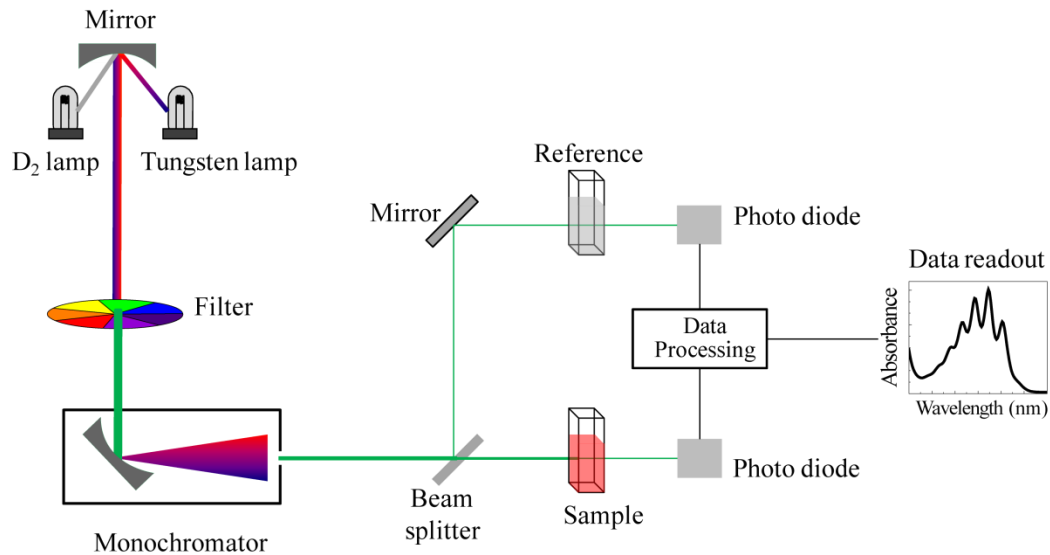 Mirror
D₂ lamp
Tungsten lamp
Filter
Monochromator
Mirror
Reference
Photo diode
Data
Processing
Beam
splitter
Sample
Photo diode
Data readout
Absorbance
Wavelength (nm)